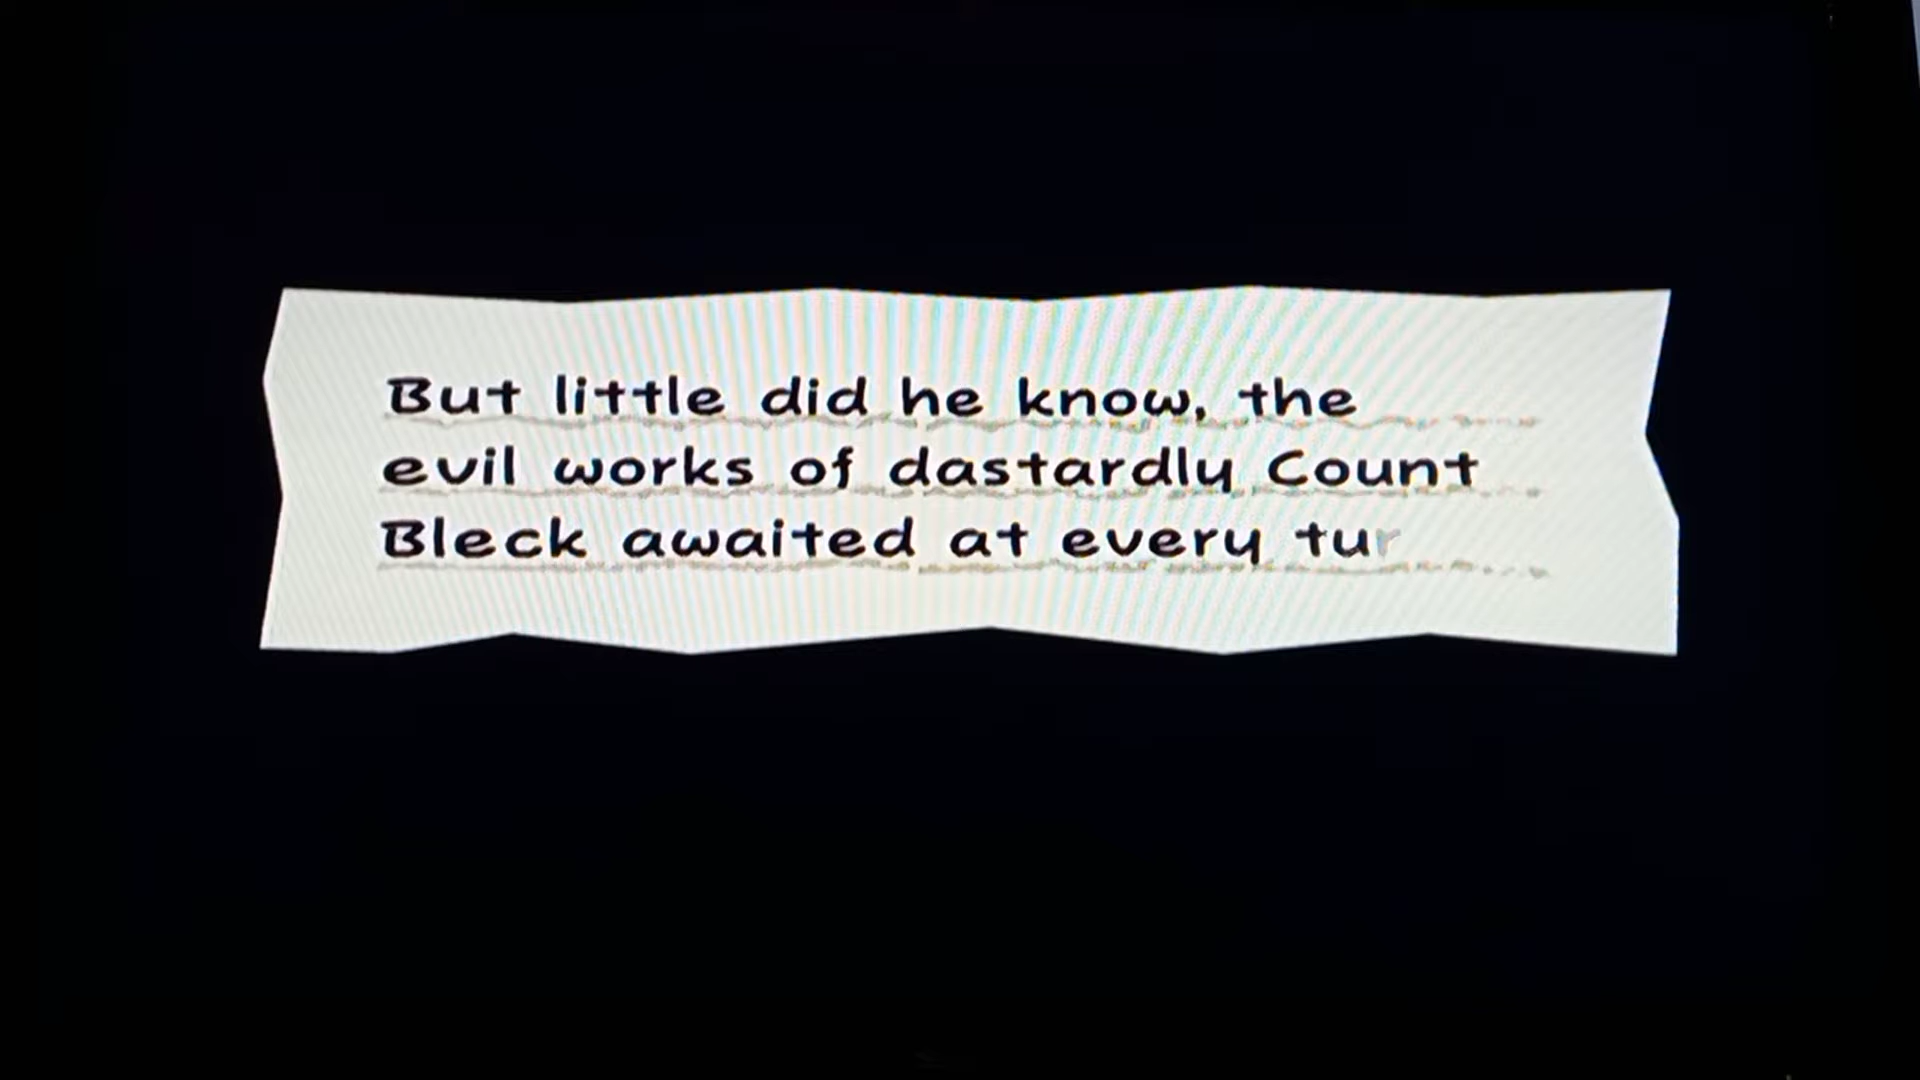 But little did he know, the
evil works of dastardly Count
Bleck awaited at every tur